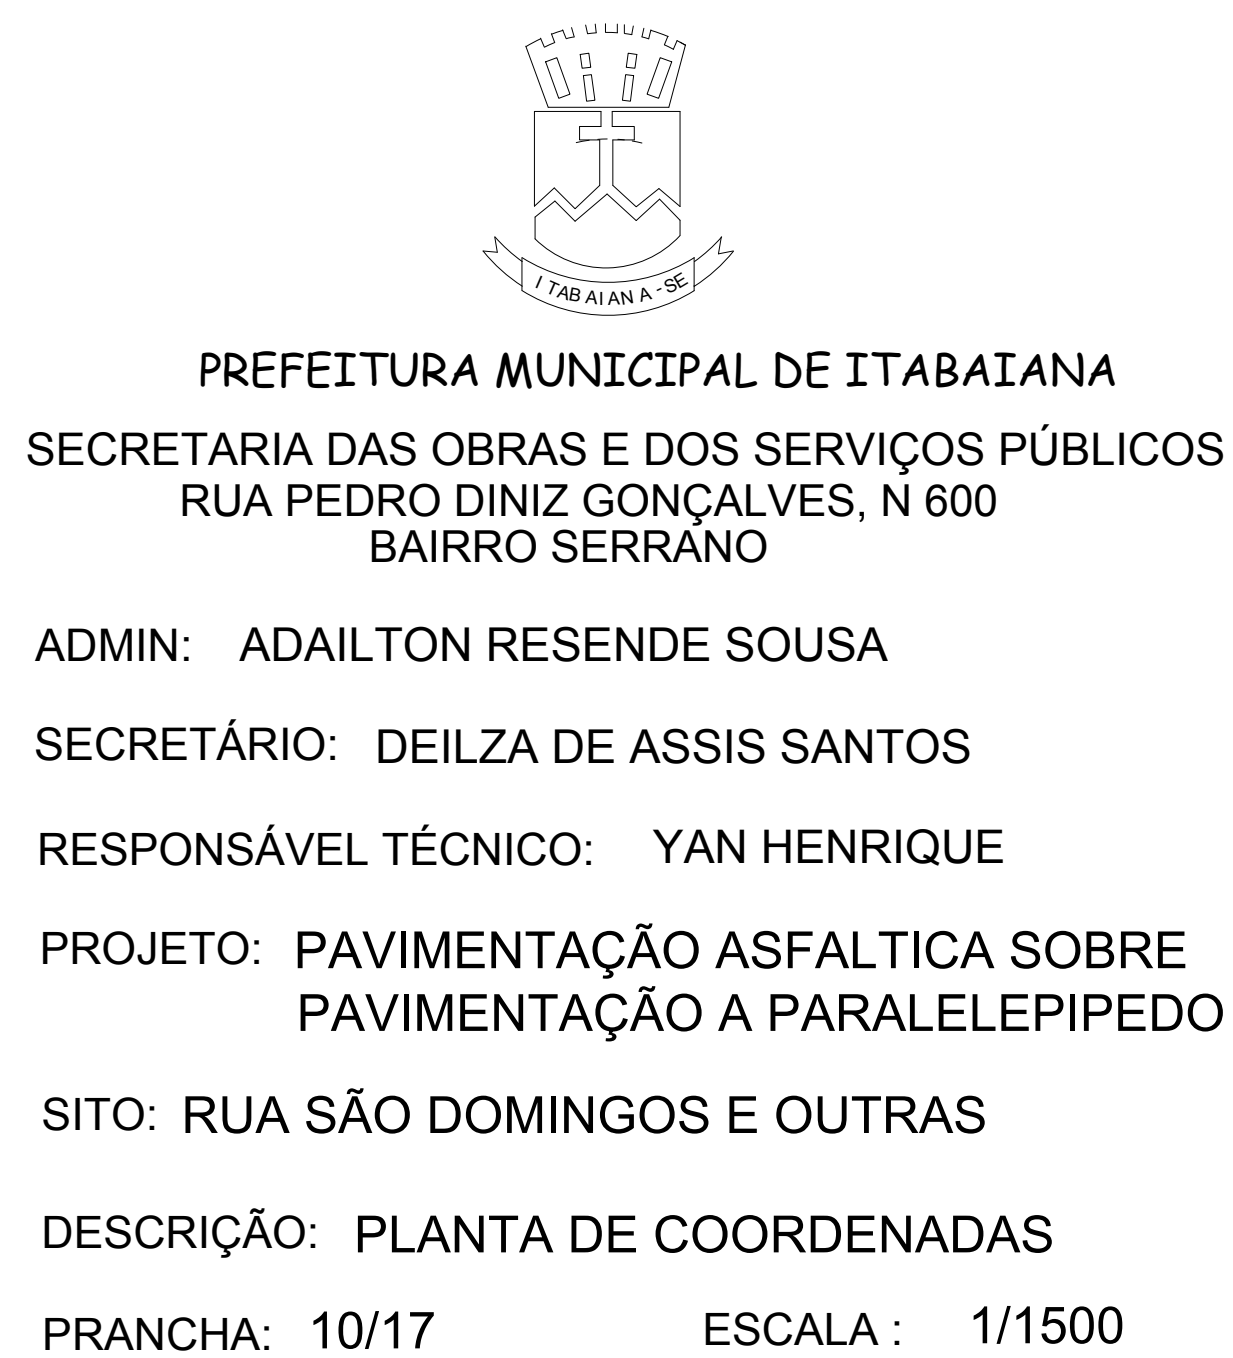 ITABAIANA-SE
PREFEITURA MUNICIPAL DE ITABAIANA
SECRETARIA DAS OBRAS E DOS SERVIÇOS PÚBLICOS
RUA PEDRO DINIZ GONÇALVES, N 600
BAIRRO SERRANO
ADMIN: ADAILTON RESENDE SOUSA
SECRETÁRIO: DEILZA DE ASSIS SANTOS
RESPONSÁVEL TÉCNICO: YAN HENRIQUE
PROJETO: PAVIMENTAÇÃO ASFALTICA SOBRE
PAVIMENTAÇÃO A PARALELEPIPEDO
SITO: RUA SÃO DOMINGOS E OUTRAS
DESCRIÇÃO: PLANTA DE COORDENADAS
PRANCHA: 10/17 ESCALA : 1/1500